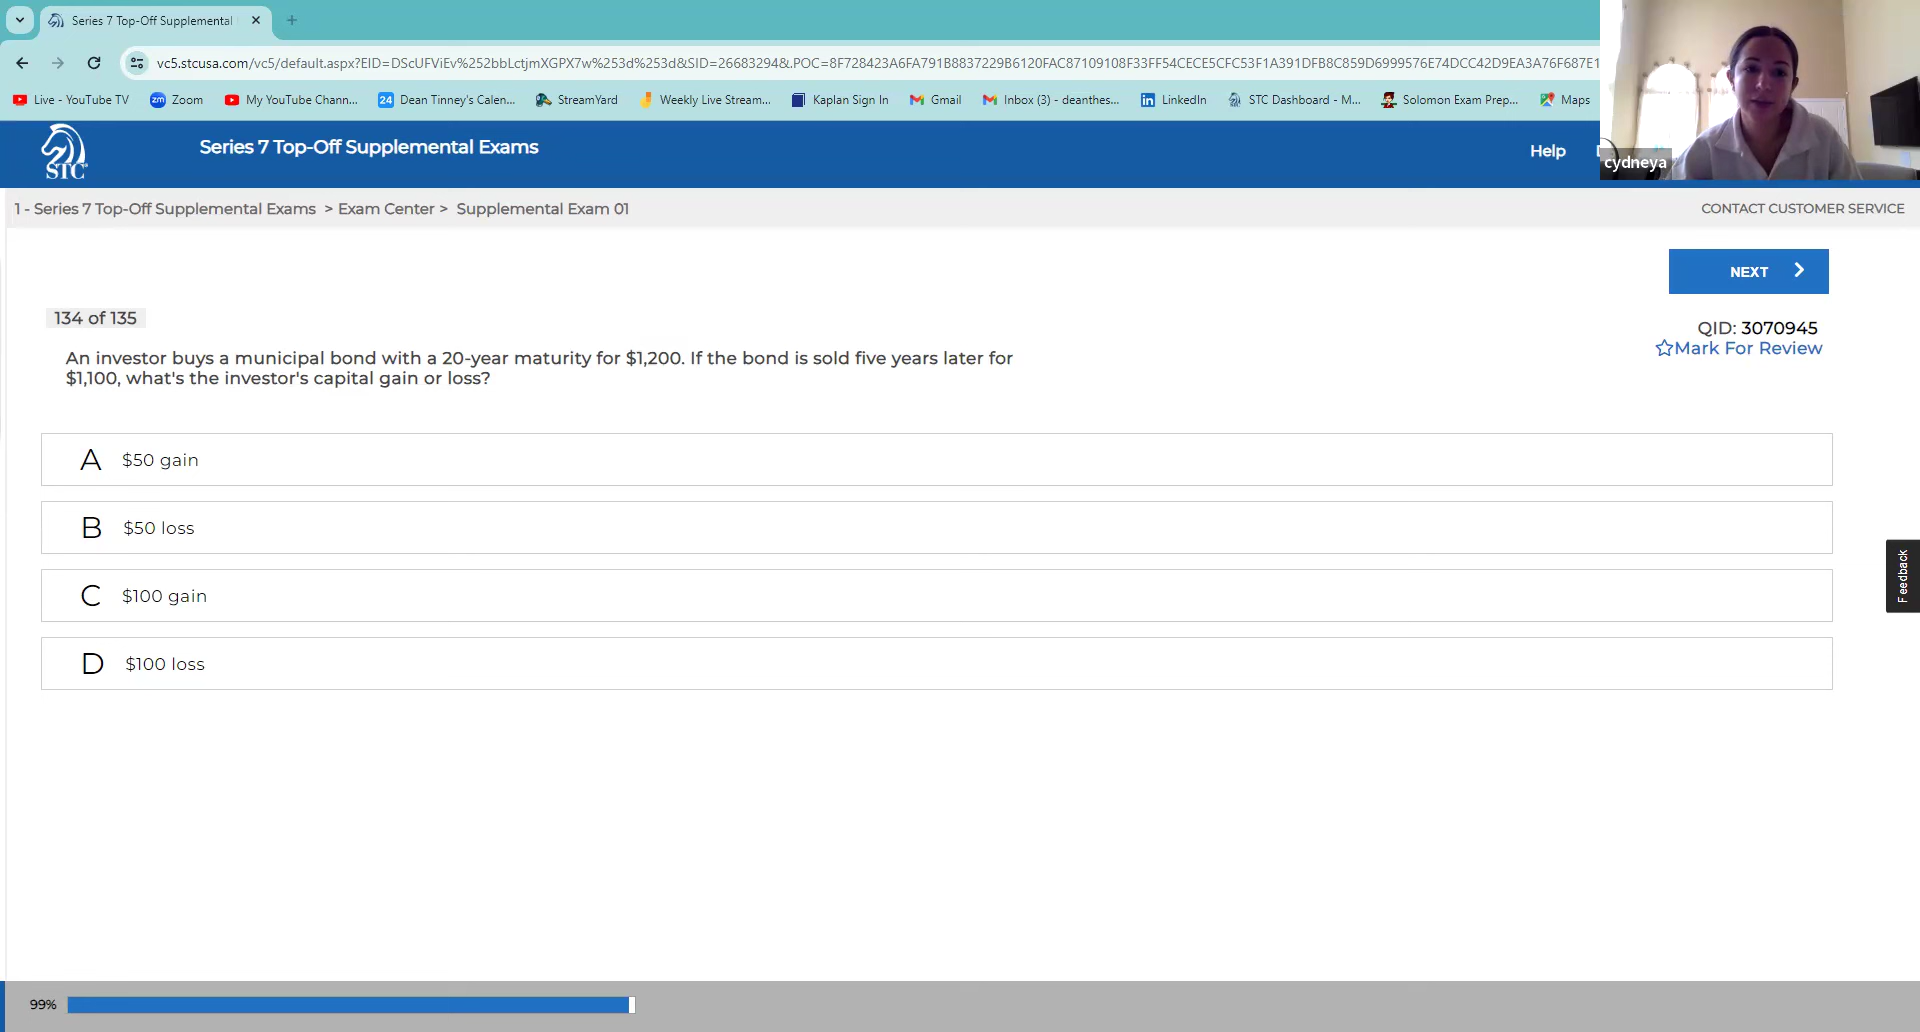 Series 7 Top-Off Supplemental
vc5.stcusa.com/vc5/default.aspx?EID=DScUFViEv%252bbLctjmXGPX7w%253d%253d&SID=26683294&.POC=8F728423A6FA791B8837229B6120FAC87109108F33FF54CECE5CFC53F1A391DFB8C859D6999576E74DCC42D9EA3A76F687E1
Live - YouTube TV
zm Zoom
My YouTube Chann...
24 Dean Tinney's Calen...
StreamYard
Weekly Live Stream...
Kaplan Sign In
Gmail
Inbox (3) - deanthes...
LinkedIn
STC Dashboard - M...
Solomon Exam Prep...
Maps
STC
Series 7 Top-Off Supplemental Exams
Help
cydneya
1 - Series 7 Top-Off Supplemental Exams > Exam Center > Supplemental Exam 01
CONTACT CUSTOMER SERVICE
NEXT
134 of 135
QID: 3070945
Mark For Review
An investor buys a municipal bond with a 20-year maturity for $1,200. If the bond is sold five years later for
$1,100, what's the investor's capital gain or loss?
A $50 gain
B $50 loss
C $100 gain
D $100 loss
Feedback
99%